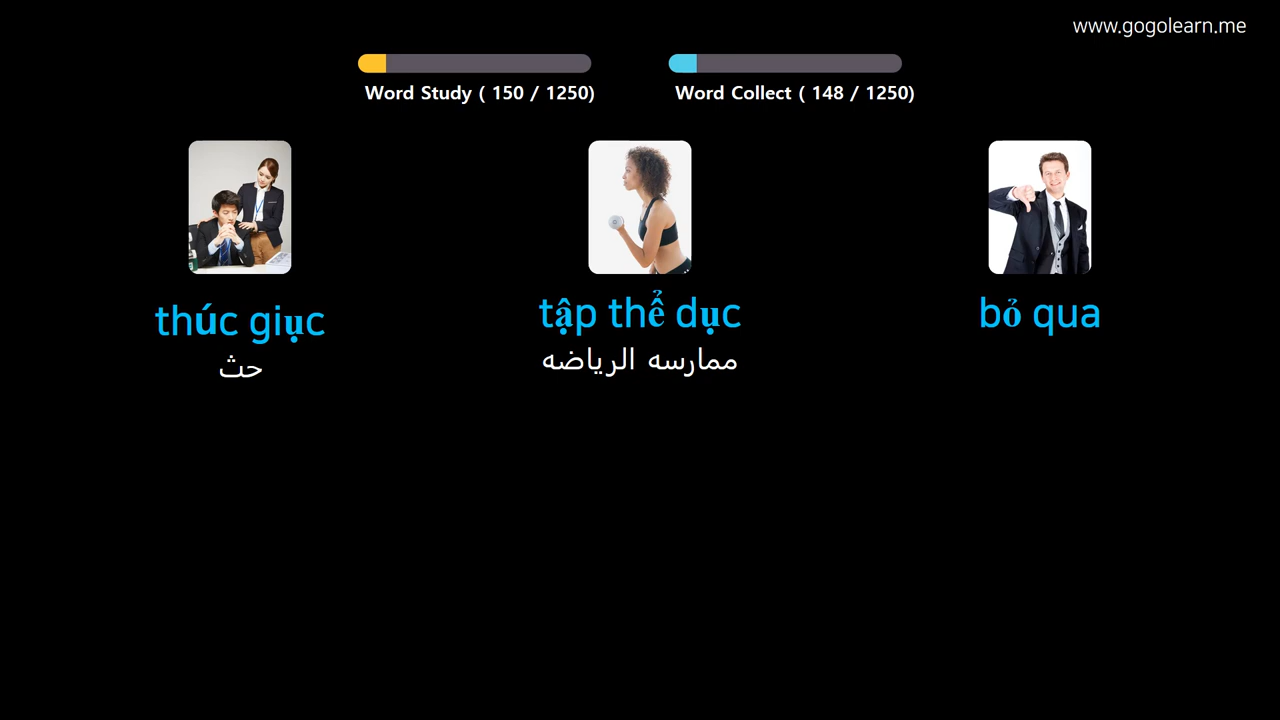 www.gogolearn.me
Word Study ( 150 / 1250)
Word Collect ( 148 / 1250)
thúc giục
حث
tập thể dục
ممارسه الرياضه
bỏ qua